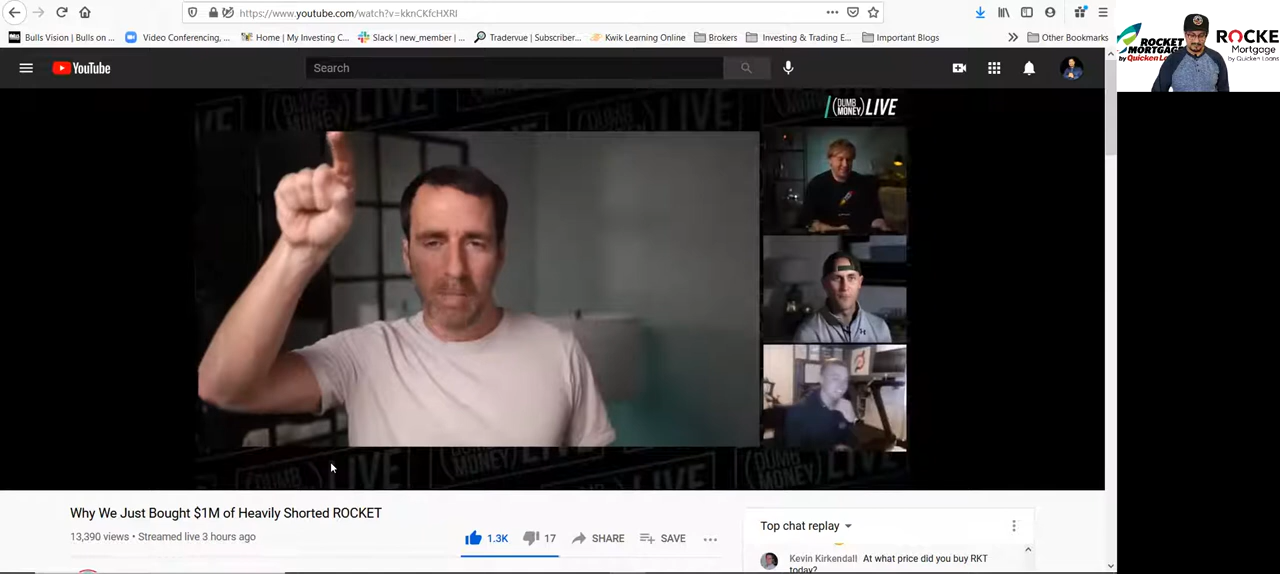 https://www.youtube.com/watch?v=kknCKfcHXRI
Bulls Vision | Bulls on ...
Video Conferencing, ...
Home | My Investing C...
Slack | new_member | ...
Tradervue | Subscriber...
Kwik Learning Online
Brokers
Investing & Trading E...
Important Blogs
Other Bookmarks
ROCKET MORTGAGE
by Quicken Loans
ROCKE
Mortgage
by Quicken Loans
YouTube
Search
(DUMB MONEY) LIVE
Why We Just Bought $1M of Heavily Shorted ROCKET
13,390 views • Streamed live 3 hours ago
1.3K
17
SHARE
SAVE
Top chat replay
Kevin Kirkendall At what price did you buy RKT
today?